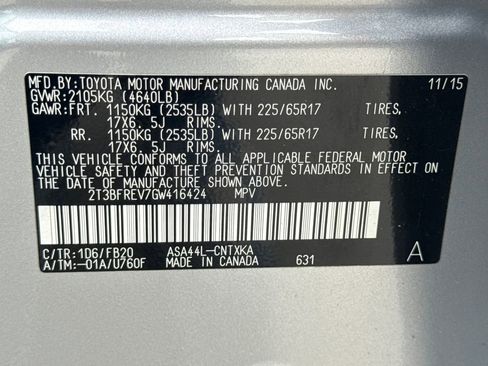 MFD.BY:TOYOTA MOTOR MANUFACTURING CANADA INC. 11/15
GVWR:2105KG (4640LB)
GAWR:FRT. 1150KG (2535LB) WITH 225/65R17 TIRES,
17X6. 5J RIMS.
RR. 1150KG (2535LB) WITH 225/65R17 TIRES,
17X6. 5J RIMS.
THIS VEHICLE CONFORMS TO ALL APPLICABLE FEDERAL MOTOR
VEHICLE SAFETY AND THEFT PREVENTION STANDARDS IN EFFECT ON
THE DATE OF MANUFACTURE SHOWN ABOVE.
2T3BFREV7GW416424 MPV
C/TR:1D6/FB20 ASA44L-CNTXKA
A/TM:-01A/U760F MADE IN CANADA 631 A